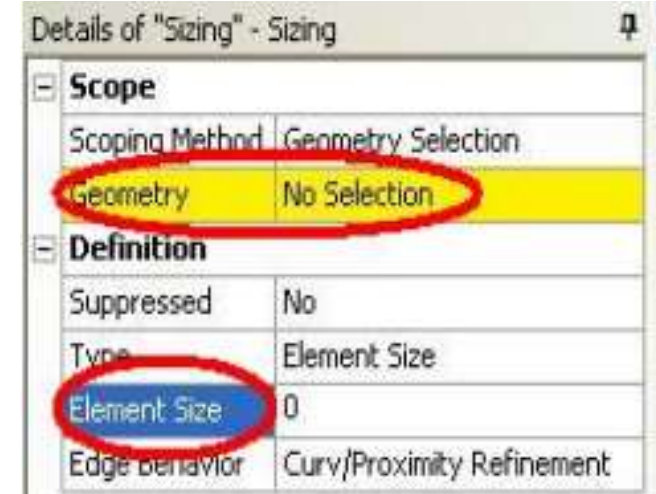 Details of "Sizing" - Sizing
Scope
Scoping Method Geometry Selection
Geometry No Selection
Definition
Suppressed No
Type Element Size
Element Size 0
Edge Behavior Curv/Proximity Refinement